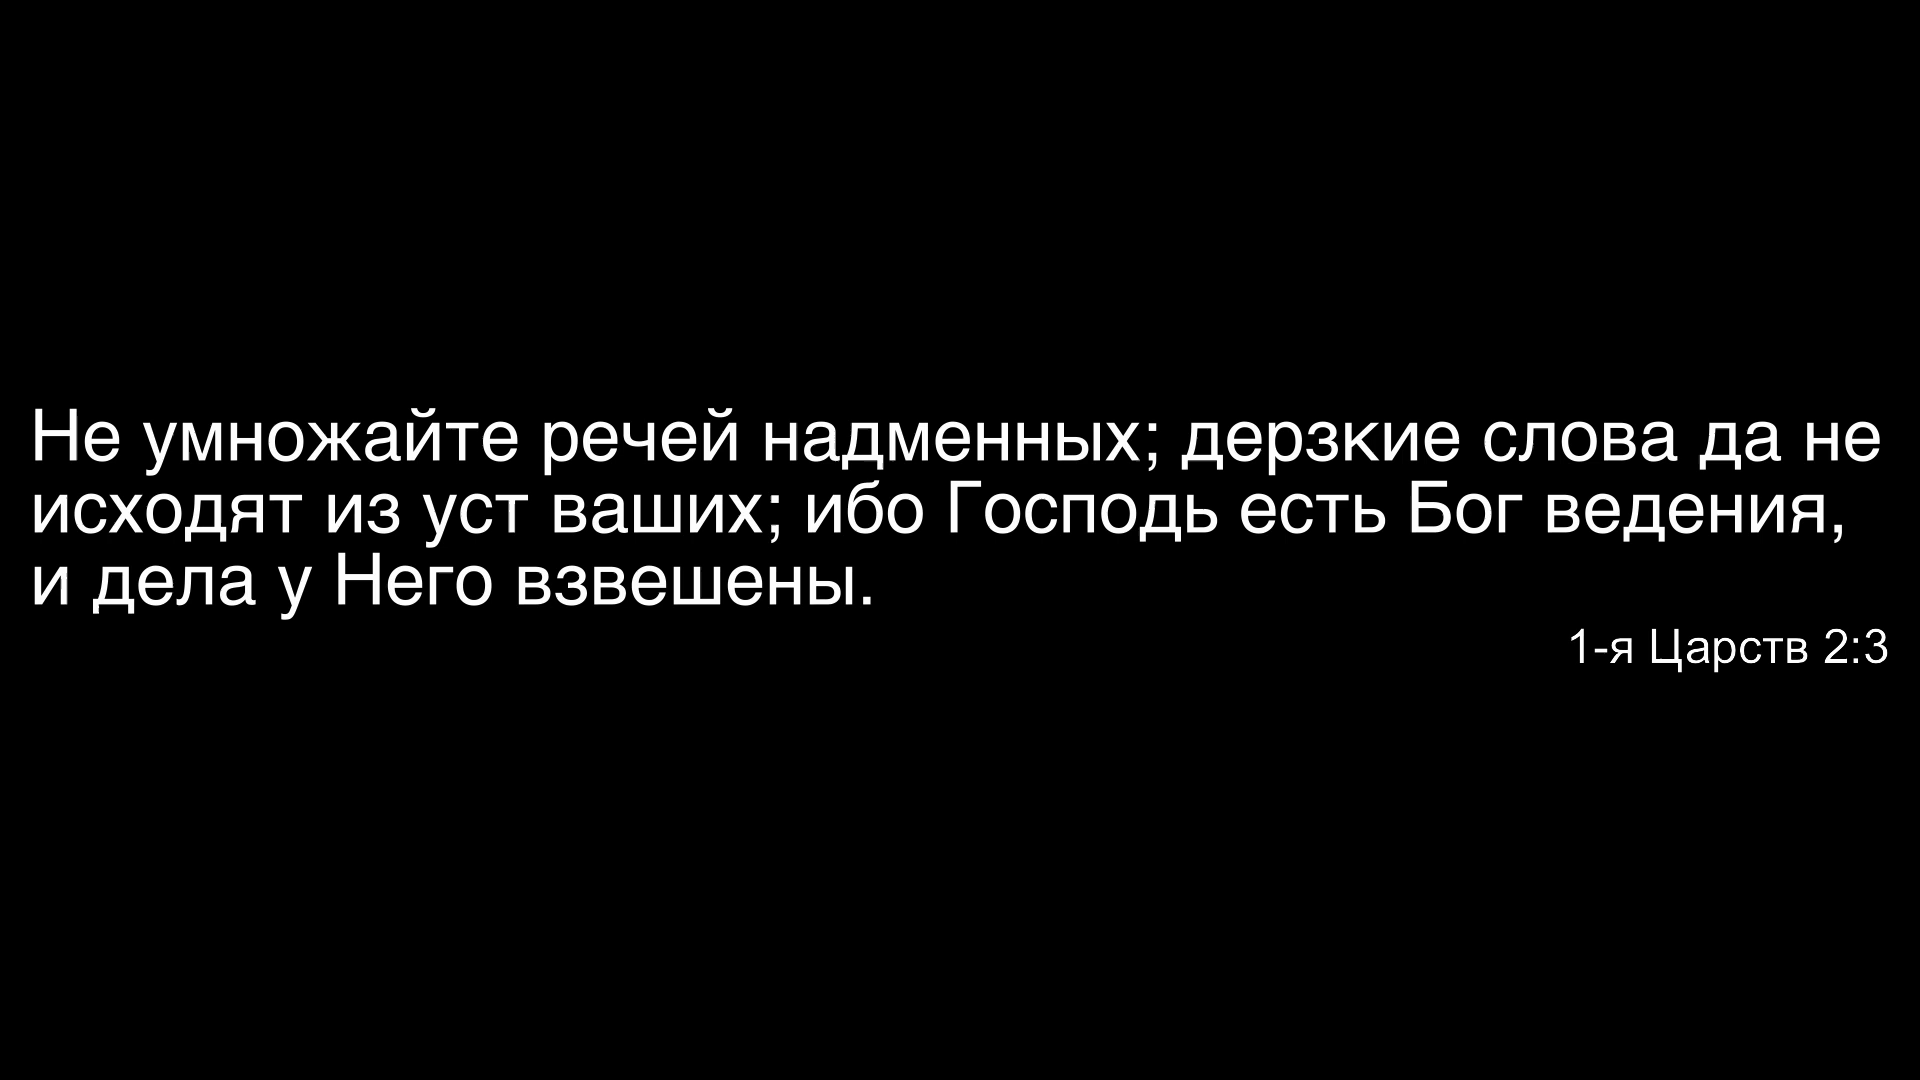 Не умножайте речей надменных; дерзкие слова да не
исходят из уст ваших; ибо Господь есть Бог ведения,
и дела у Него взвешены.
1-я Царств 2:3